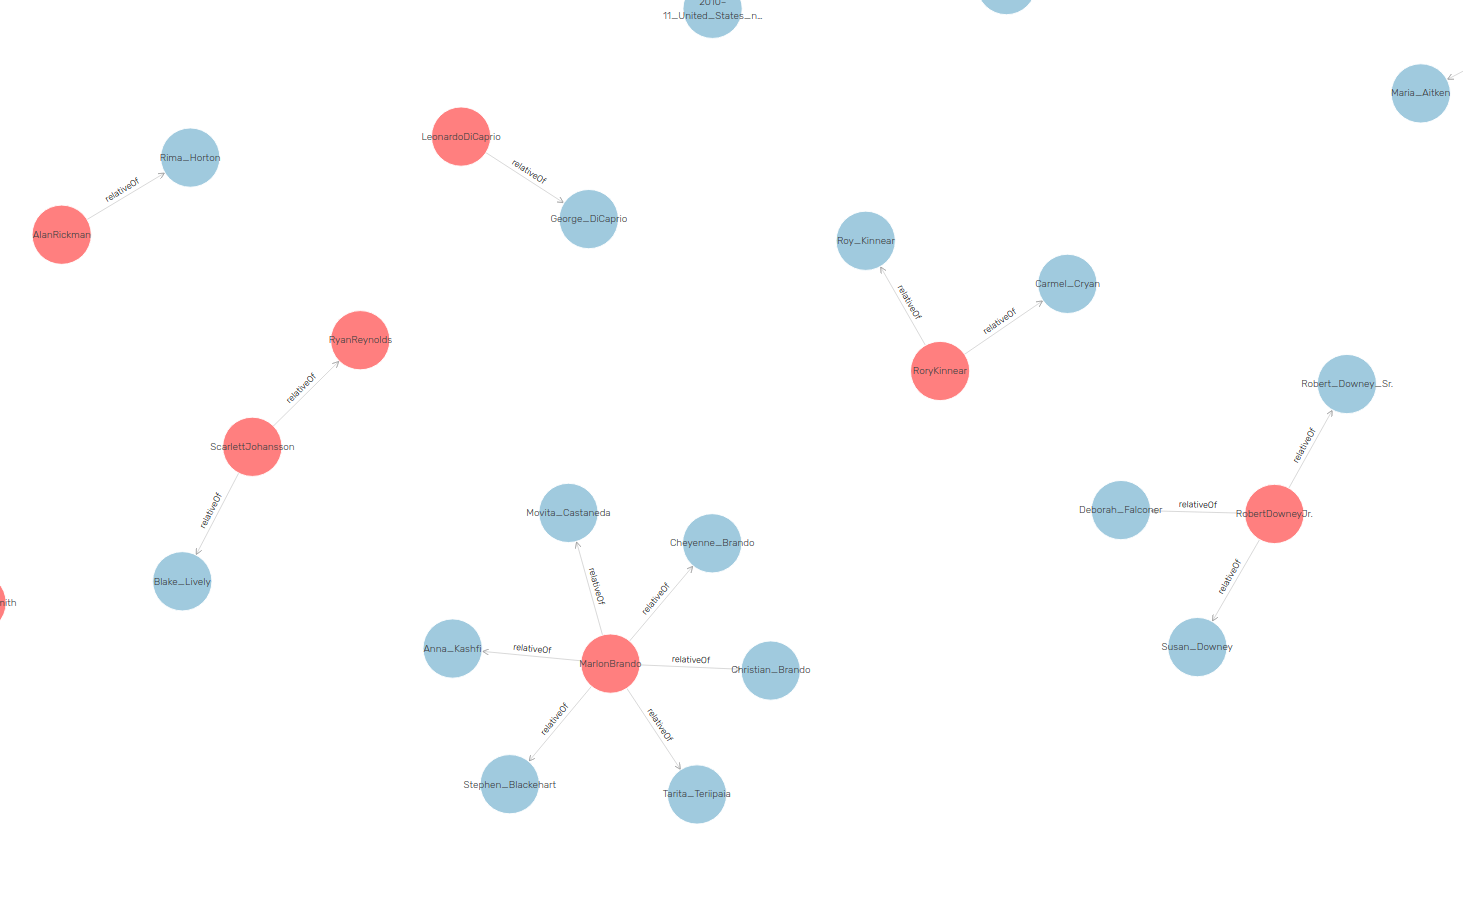 2010-
11_United_States_n...
Maria_Aitken
LeonardoDiCaprio
Rima_Horton
relativeOf
relativeOf
George_DiCaprio
AlanRickman
Roy_Kinnear
Carmel_Cryan
relativeOf
relativeOf
RyanReynolds
RoryKinnear
relativeOf
Robert_Downey_Sr.
ScarlettJohansson
relativeOf
relativeOf
Deborah_Falconer
relativeOf
RobertDowneyJr.
Movita_Castaneda
Cheyenne_Brando
Blake_Lively
relativeOf
relativeOf
relativeOf
nith
Anna_Kashfi
relativeOf
MarlonBrando
relativeOf
Christian_Brando
Susan_Downey
relativeOf
relativeOf
Stephen_Blackehart
Tarita_Teriipaia